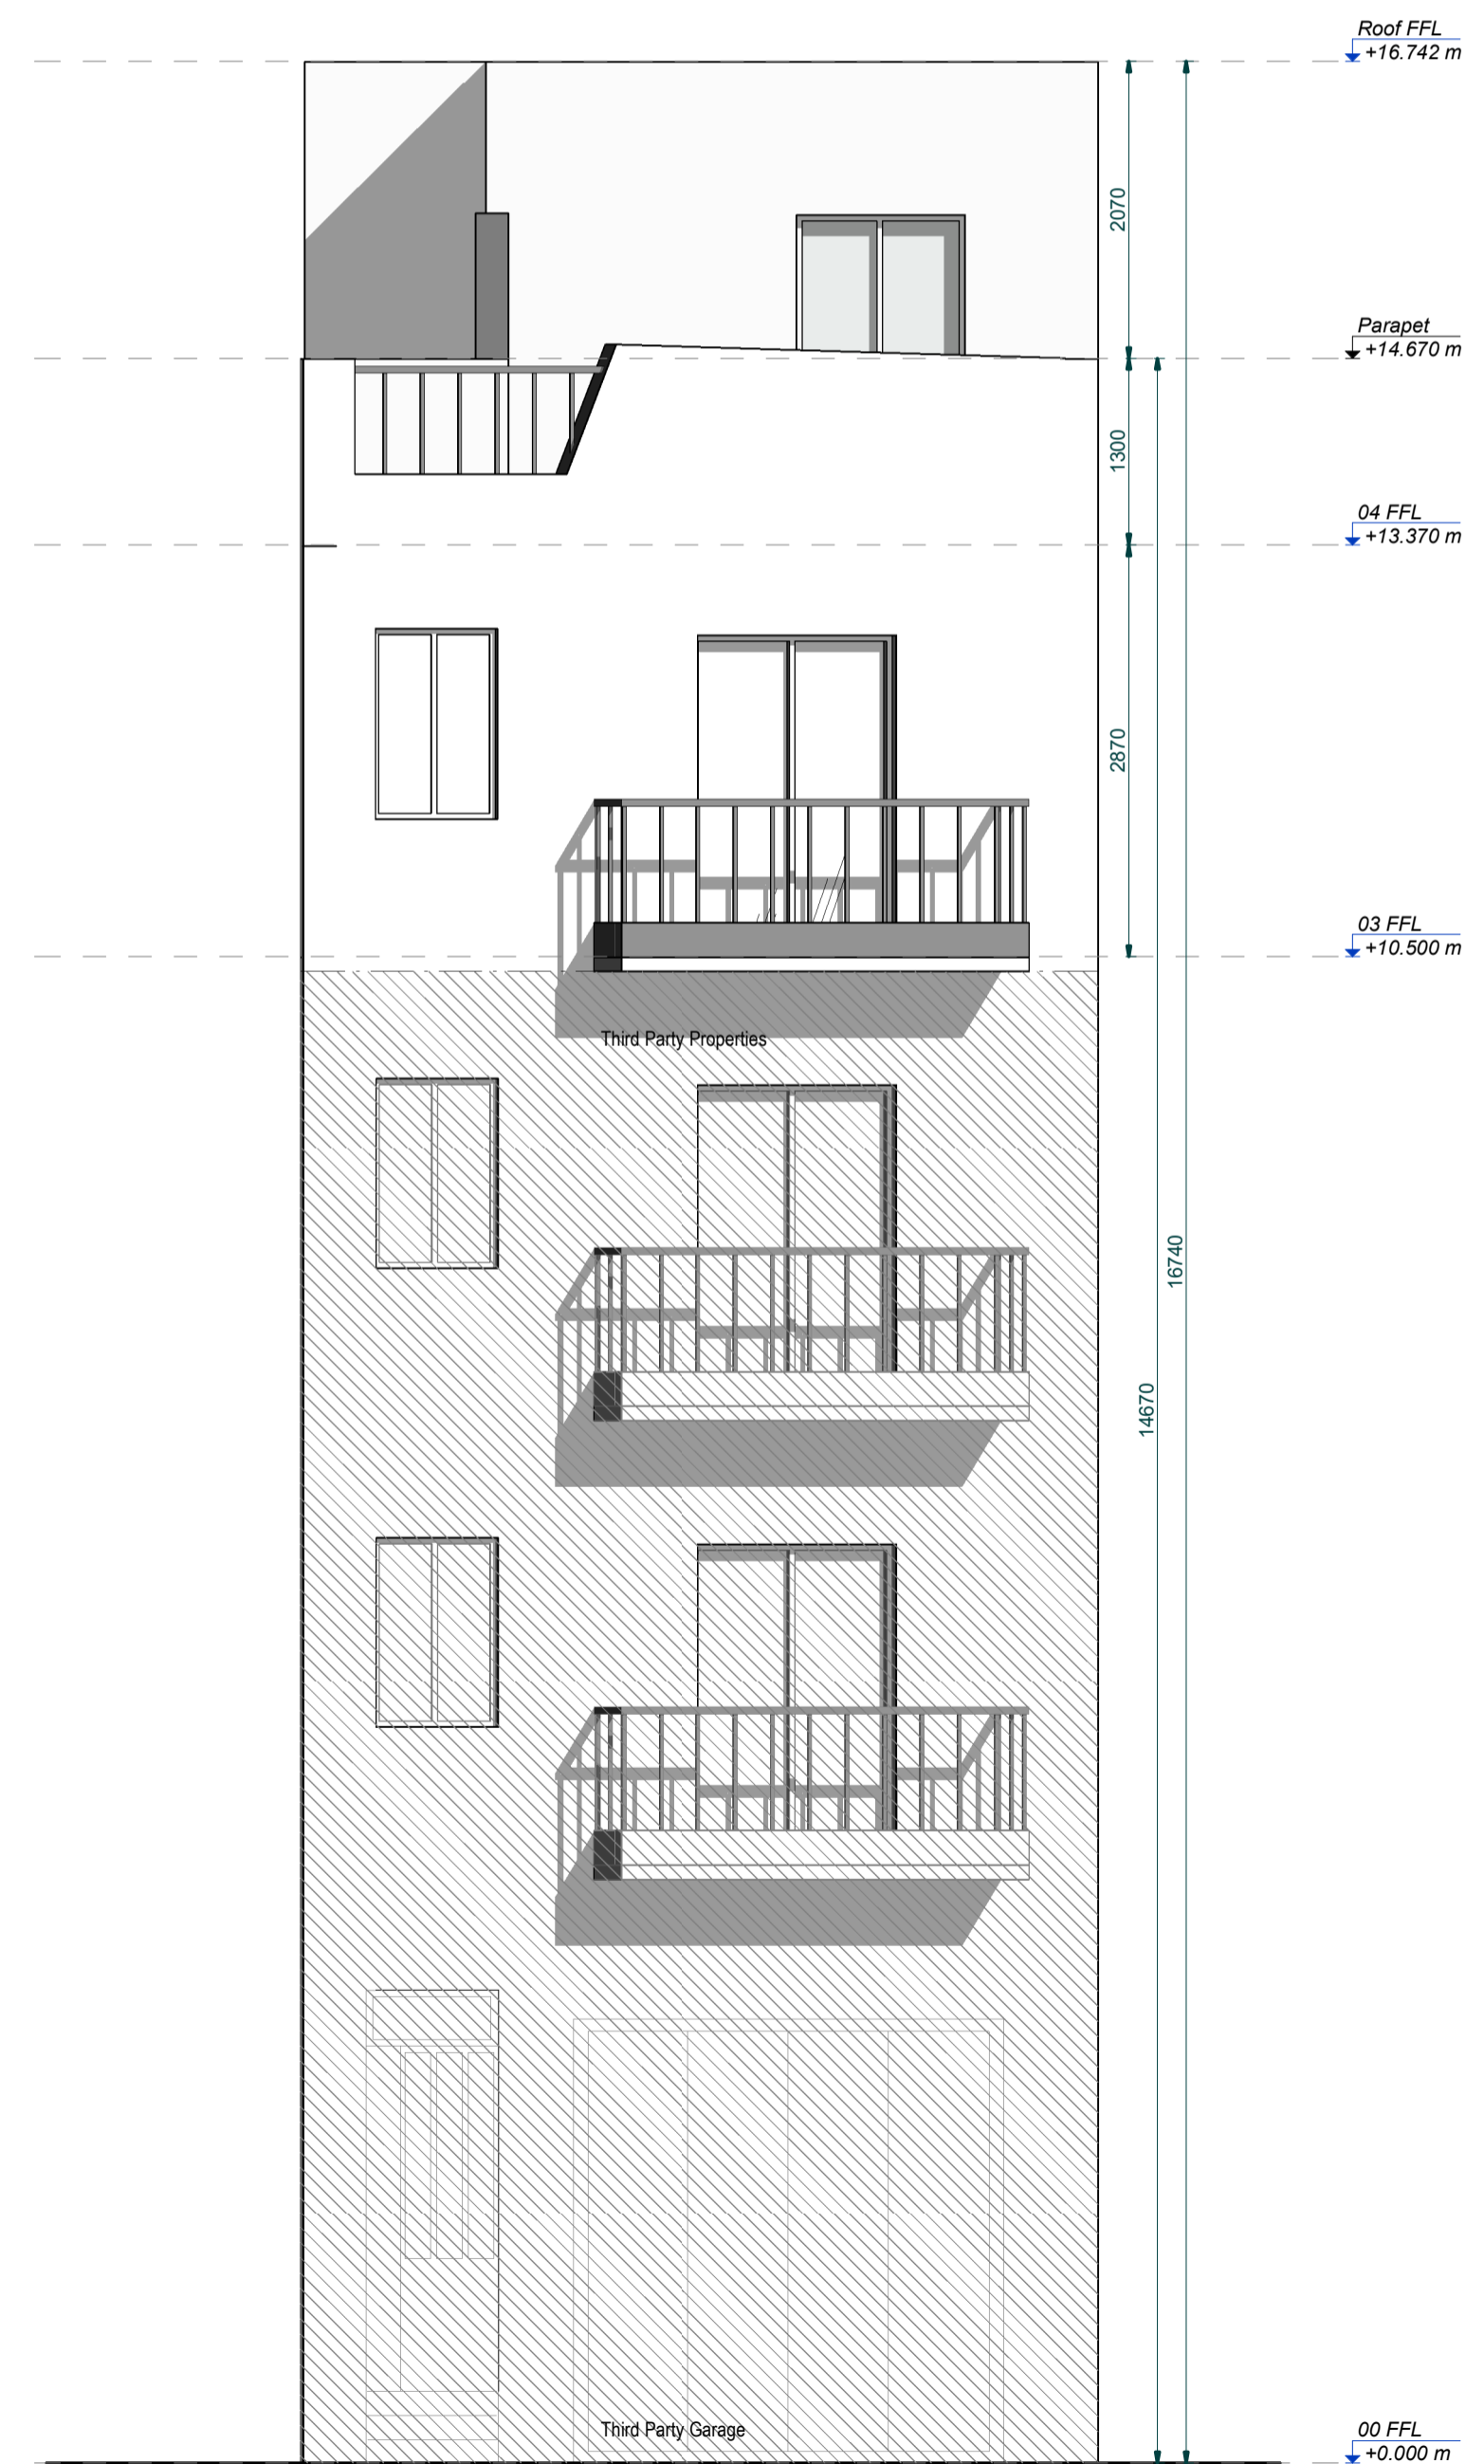 Roof FFL
+16.742 m
2070
Parapet
+14.670 m
1300
04 FFL
+13.370 m
2870
03 FFL
+10.500 m
Third Party Properties
16740
14670
Third Party Garage
00 FFL
+0.000 m